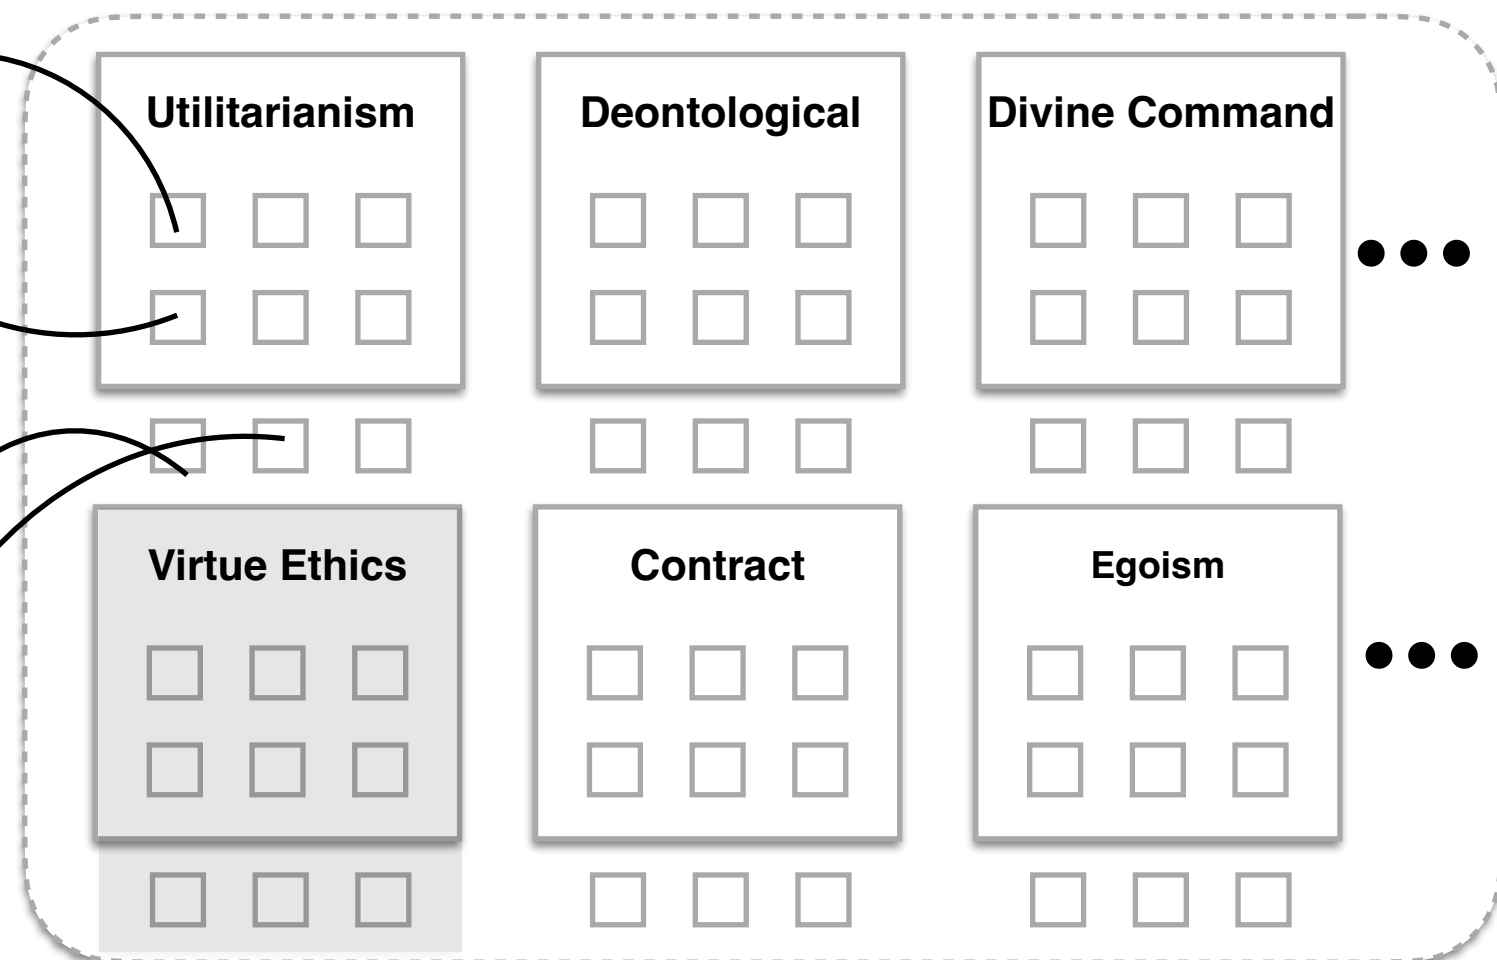 Utilitarianism
Deontological
Divine Command
Virtue Ethics
Contract
Egoism